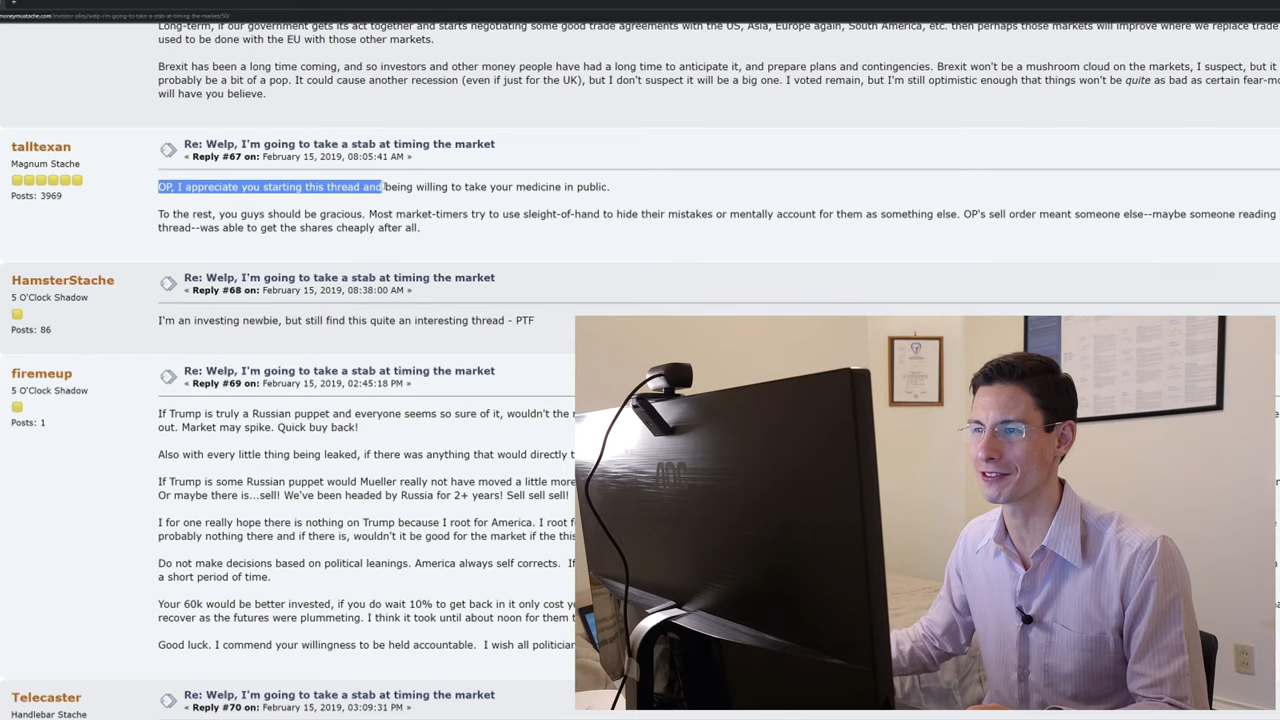 moneymustache.com/investor-alley/welp-i'm-going-to-take-a-stab-at-timing-the-market/50/
Long-term, if our government gets its act together and starts negotiating some good trade agreements with the US, Asia, Europe again, South America, etc. then perhaps those markets will improve where we replace trade
used to be done with the EU with those other markets.
Brexit has been a long time coming, and so investors and other money people have had a long time to anticipate it, and prepare plans and contingencies. Brexit won't be a mushroom cloud on the markets, I suspect, but it
probably be a bit of a pop. It could cause another recession (even if just for the UK), but I don't suspect it will be a big one. I voted remain, but I'm still optimistic enough that things won't be quite as bad as certain fear-mo
will have you believe.
talltexan
Magnum Stache
Posts: 3969
Re: Welp, I'm going to take a stab at timing the market
« Reply #67 on: February 15, 2019, 08:05:41 AM »
OP, I appreciate you starting this thread and being willing to take your medicine in public.
To the rest, you guys should be gracious. Most market-timers try to use sleight-of-hand to hide their mistakes or mentally account for them as something else. OP's sell order meant someone else--maybe someone reading
thread--was able to get the shares cheaply after all.
HamsterStache
5 O'Clock Shadow
Posts: 86
Re: Welp, I'm going to take a stab at timing the market
« Reply #68 on: February 15, 2019, 08:38:00 AM »
I'm an investing newbie, but still find this quite an interesting thread - PTF
firemeup
5 O'Clock Shadow
Posts: 1
Re: Welp, I'm going to take a stab at timing the market
« Reply #69 on: February 15, 2019, 02:45:18 PM »
If Trump is truly a Russian puppet and everyone seems so sure of it, wouldn't the
out. Market may spike. Quick buy back!
Also with every little thing being leaked, if there was anything that would directly
If Trump is some Russian puppet would Mueller really not have moved a little more
Or maybe there is...sell! We've been headed by Russia for 2+ years! Sell sell sell!
I for one really hope there is nothing on Trump because I root for America. I root
probably nothing there and if there is, wouldn't it be good for the market if the this
Do not make decisions based on political leanings. America always self corrects. If
a short period of time.
Your 60k would be better invested, if you do wait 10% to get back in it only cost
recover as the futures were plummeting. I think it took until about noon for them
Good luck. I commend your willingness to be held accountable. I wish all politician
Telecaster
Handlebar Stache
Re: Welp, I'm going to take a stab at timing the market
« Reply #70 on: February 15, 2019, 03:09:31 PM »